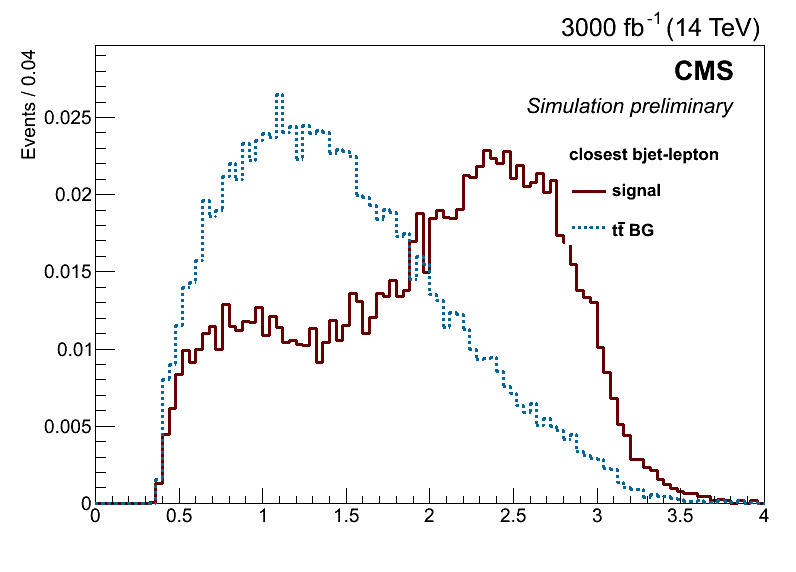 3000 fb⁻¹ (14 TeV)
Events / 0.04
CMS
Simulation preliminary
closest bjet-lepton
signal
tt̄ BG
0.025
0.02
0.015
0.01
0.005
0
0 0.5 1 1.5 2 2.5 3 3.5 4